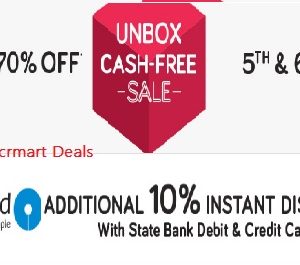 UNBOX
70% OFF CASH-FREE 5TH & 6
-SALE-
crmart Deals
d ADDITIONAL 10% INSTANT DIS
ple With State Bank Debit & Credit Ca